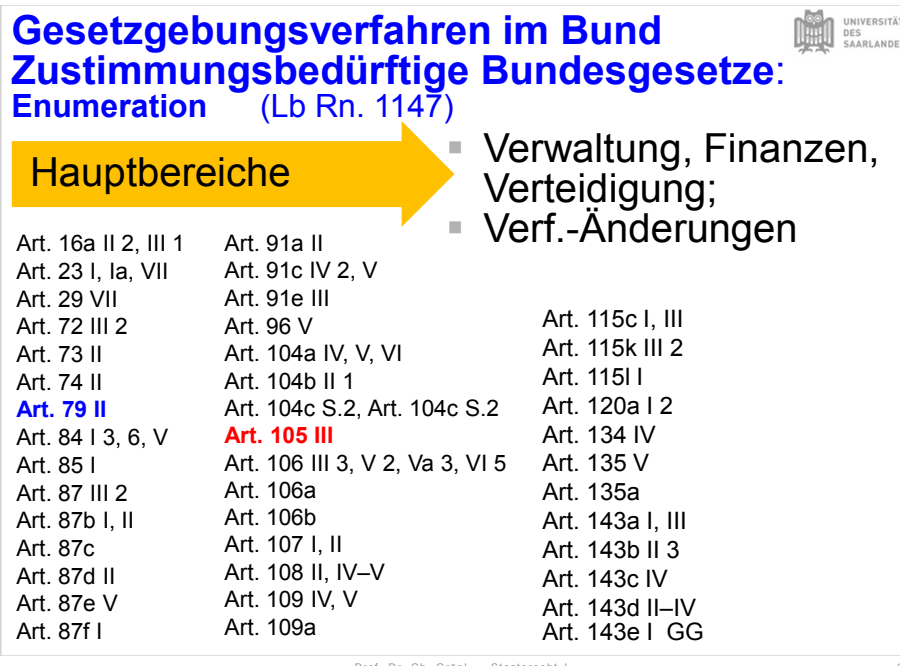 Gesetzgebungsverfahren im Bund
Zustimmungsbedürftige Bundesgesetze:
Enumeration (Lb Rn. 1147)
UNIVERSITÄT
DES
SAARLANDE
Hauptbereiche
Verwaltung, Finanzen,
Verteidigung;
Verf.-Änderungen
Art. 16a II 2, III 1
Art. 23 I, Ia, VII
Art. 29 VII
Art. 72 III 2
Art. 73 II
Art. 74 II
Art. 79 II
Art. 84 I 3, 6, V
Art. 85 I
Art. 87 III 2
Art. 87b I, II
Art. 87c
Art. 87d II
Art. 87e V
Art. 87f I
Art. 91a II
Art. 91c IV 2, V
Art. 91e III
Art. 96 V
Art. 104a IV, V, VI
Art. 104b II 1
Art. 104c S.2, Art. 104c S.2
Art. 105 III
Art. 106 III 3, V 2, Va 3, VI 5
Art. 106a
Art. 106b
Art. 107 I, II
Art. 108 II, IV–V
Art. 109 IV, V
Art. 109a
Art. 115c I, III
Art. 115k III 2
Art. 115l I
Art. 120a I 2
Art. 134 IV
Art. 135 V
Art. 135a
Art. 143a I, III
Art. 143b II 3
Art. 143c IV
Art. 143d II–IV
Art. 143e I GG